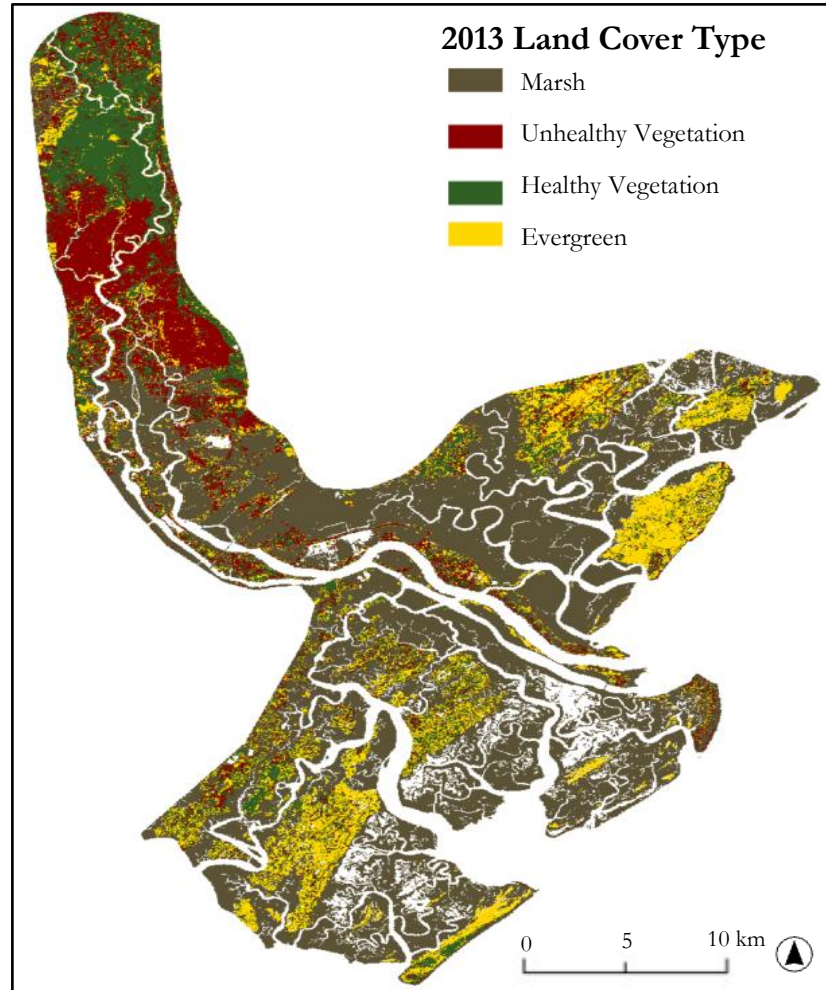 2013 Land Cover Type
Marsh
Unhealthy Vegetation
Healthy Vegetation
Evergreen
0 5 10 km